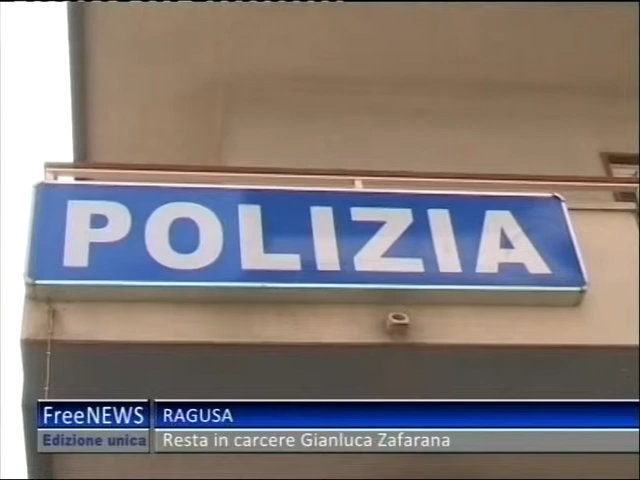 POLIZIA
FreeNEWS RAGUSA
Edizione unica Resta in carcere Gianluca Zafarana